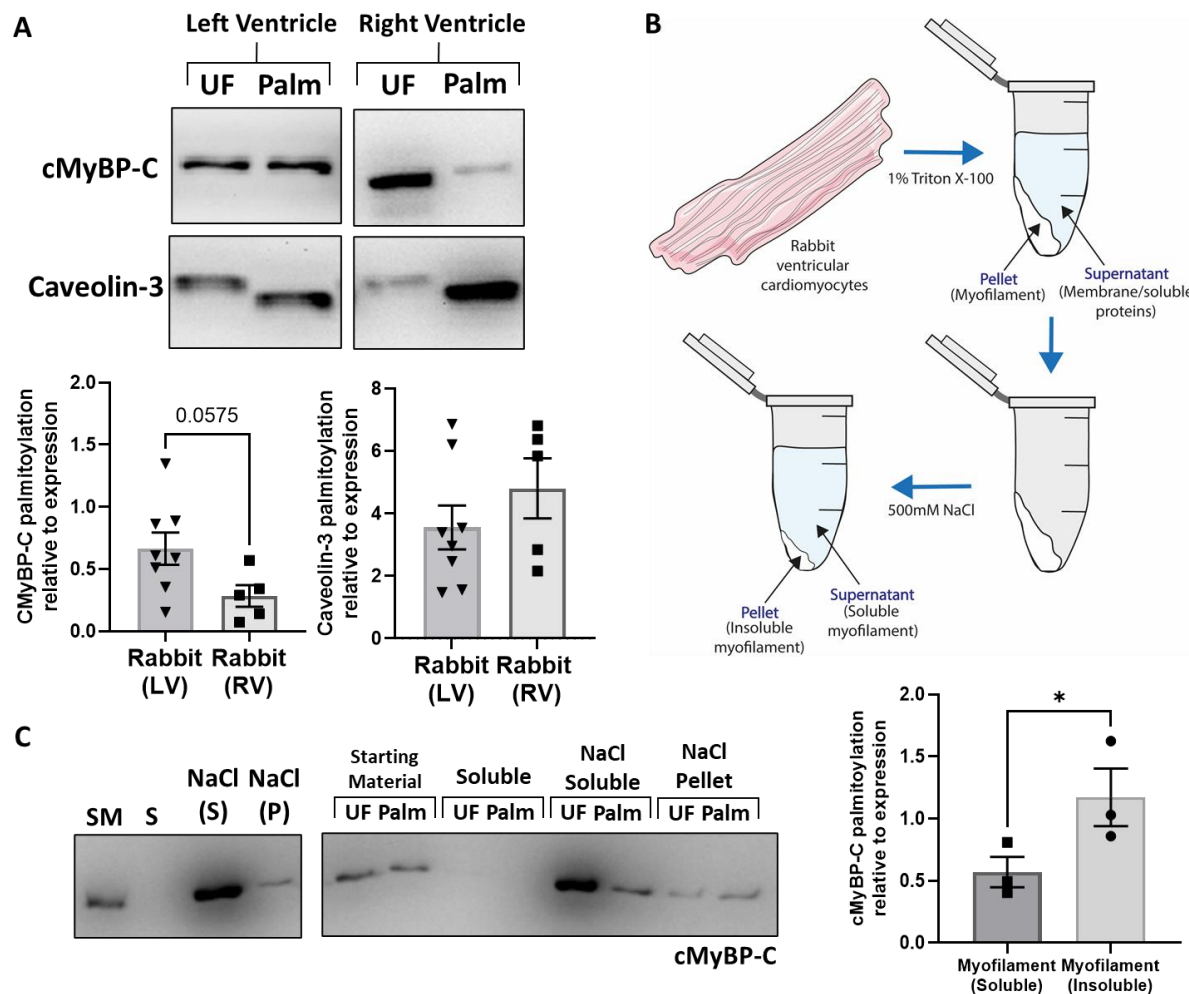 A
Left Ventricle
Right Ventricle
UF Palm
UF Palm
cMyBP-C
Caveolin-3
CMyBP-C palmitoylation
relative to expression
2.0
1.5
1.0
0.5
0.0
0.0575
Rabbit
(LV)
Rabbit
(RV)
Caveolin-3 palmitoylation
relative to expression
8
6
4
2
0
Rabbit
(LV)
Rabbit
(RV)
B
Rabbit
ventricular
cardiomyocytes
1% Triton X-100
Pellet
(Myofilament)
Supernatant
(Membrane/soluble
proteins)
500mM NaCl
Pellet
(Insoluble
myofilament)
Supernatant
(Soluble
myofilament)
C
SM
S
NaCl
(S)
NaCl
(P)
Starting
Material
UF Palm
Soluble
UF Palm
NaCl
Soluble
UF Palm
NaCl
Pellet
UF Palm
cMyBP-C
cMyBP-C palmitoylation
relative to expression
2.0
1.5
1.0
0.5
0.0
*
Myofilament
(Soluble)
Myofilament
(Insoluble)